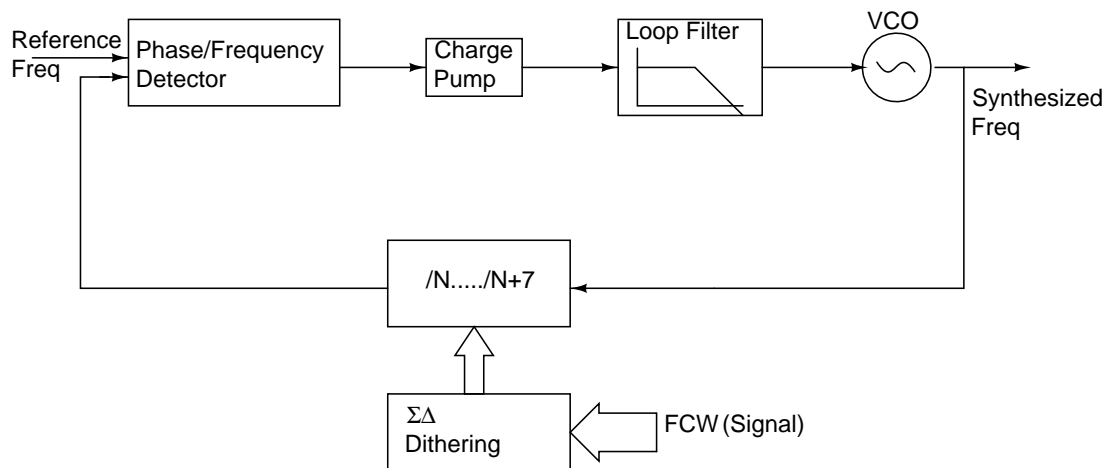 Reference
Freq
Phase/Frequency
Detector
Charge
Pump
Loop Filter
VCO
Synthesized
Freq
/N...../N+7
ΣΔ
Dithering
FCW (Signal)